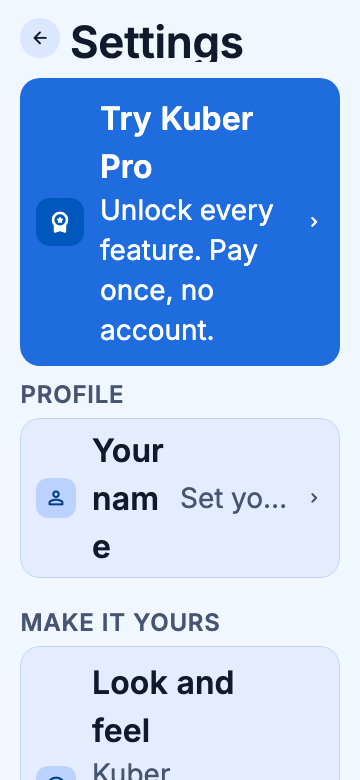 Settings
Try Kuber
Pro
Unlock every
feature. Pay
once, no
account.
PROFILE
Your
nam
e
Set yo...
MAKE IT YOURS
Look and
feel
Kuber